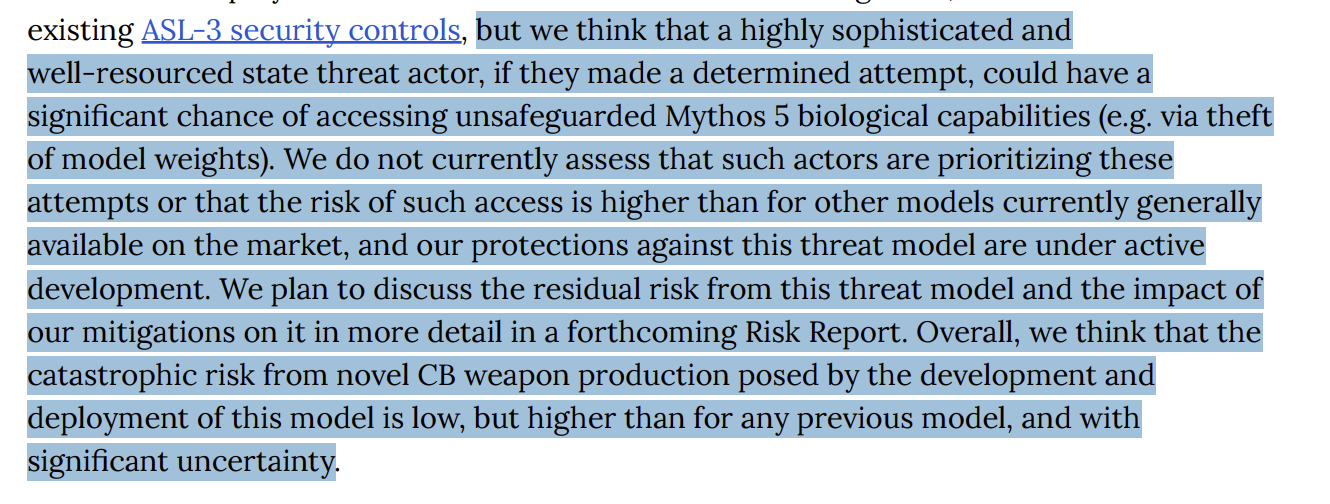 existing ASL-3 security controls, but we think that a highly sophisticated and
well-resourced state threat actor, if they made a determined attempt, could have a
significant chance of accessing unsafeguarded Mythos 5 biological capabilities (e.g. via theft
of model weights). We do not currently assess that such actors are prioritizing these
attempts or that the risk of such access is higher than for other models currently generally
available on the market, and our protections against this threat model are under active
development. We plan to discuss the residual risk from this threat model and the impact of
our mitigations on it in more detail in a forthcoming Risk Report. Overall, we think that the
catastrophic risk from novel CB weapon production posed by the development and
deployment of this model is low, but higher than for any previous model, and with
significant uncertainty.